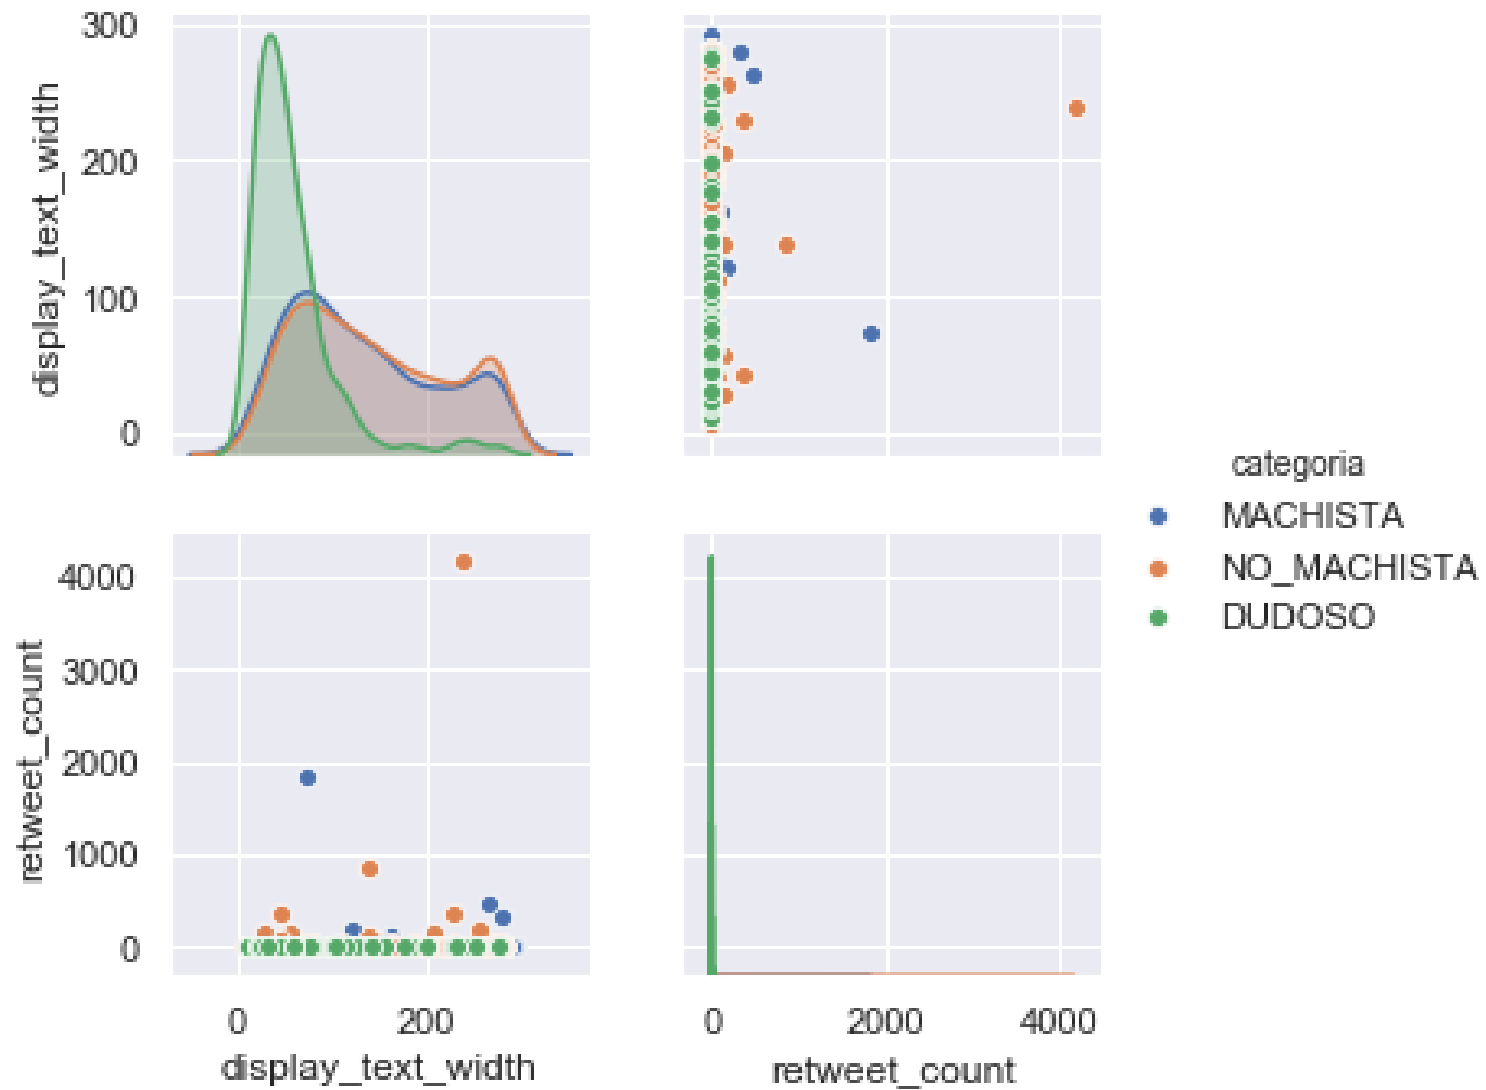 300
200
100
0
display_text_width
categoria
MACHISTA
NO_MACHISTA
DUDOSO
4000
3000
2000
1000
0
retweet_count
0 200
0 2000 4000
display_text_width
retweet_count